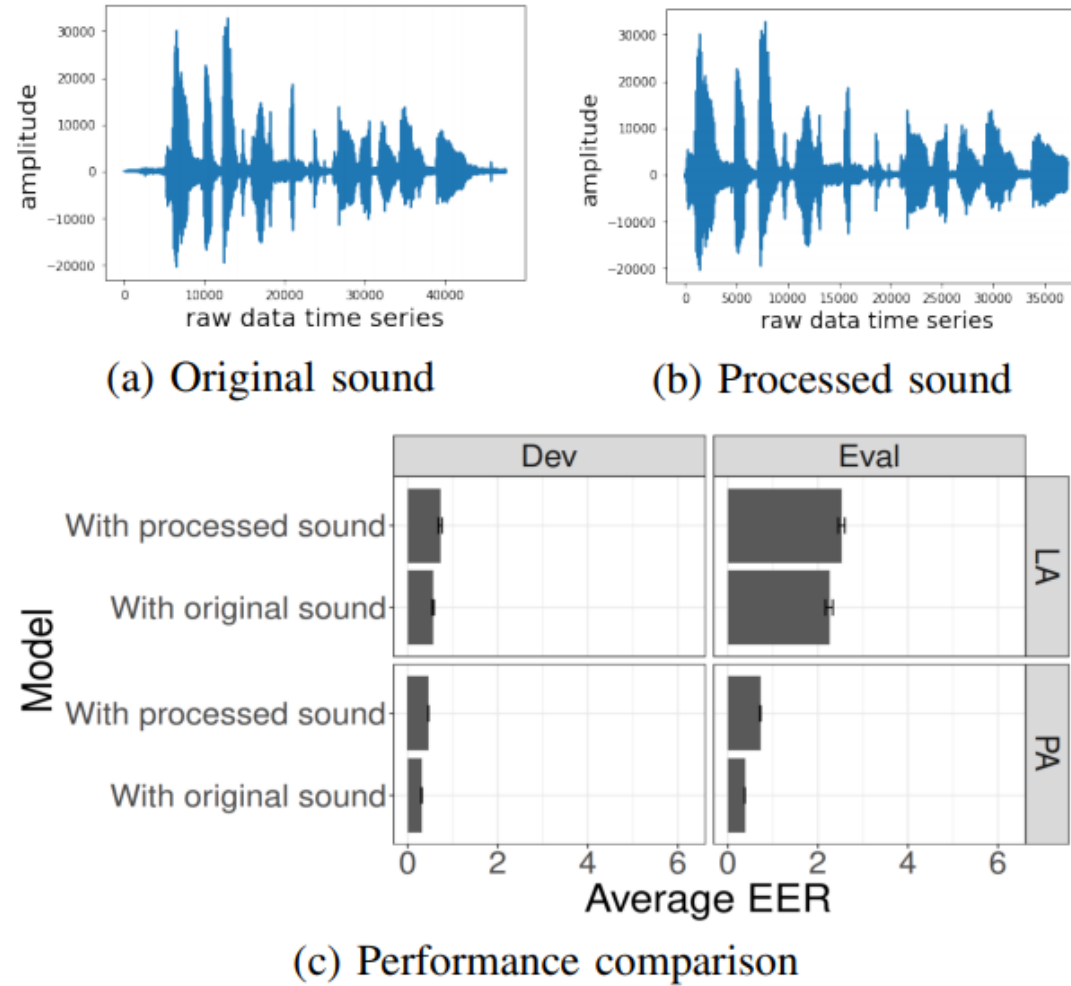 30000
20000
10000
0
−10000
−20000
amplitude
0 10000 20000 30000 40000
raw data time series
(a) Original sound
30000
20000
10000
0
−10000
−20000
amplitude
0 5000 10000 15000 20000 25000 30000 35000
raw data time series
(b) Processed sound
Dev Eval
With processed sound
With original sound
LA
Model
With processed sound
With original sound
PA
0 2 4 6 0 2 4 6
Average EER
(c) Performance comparison